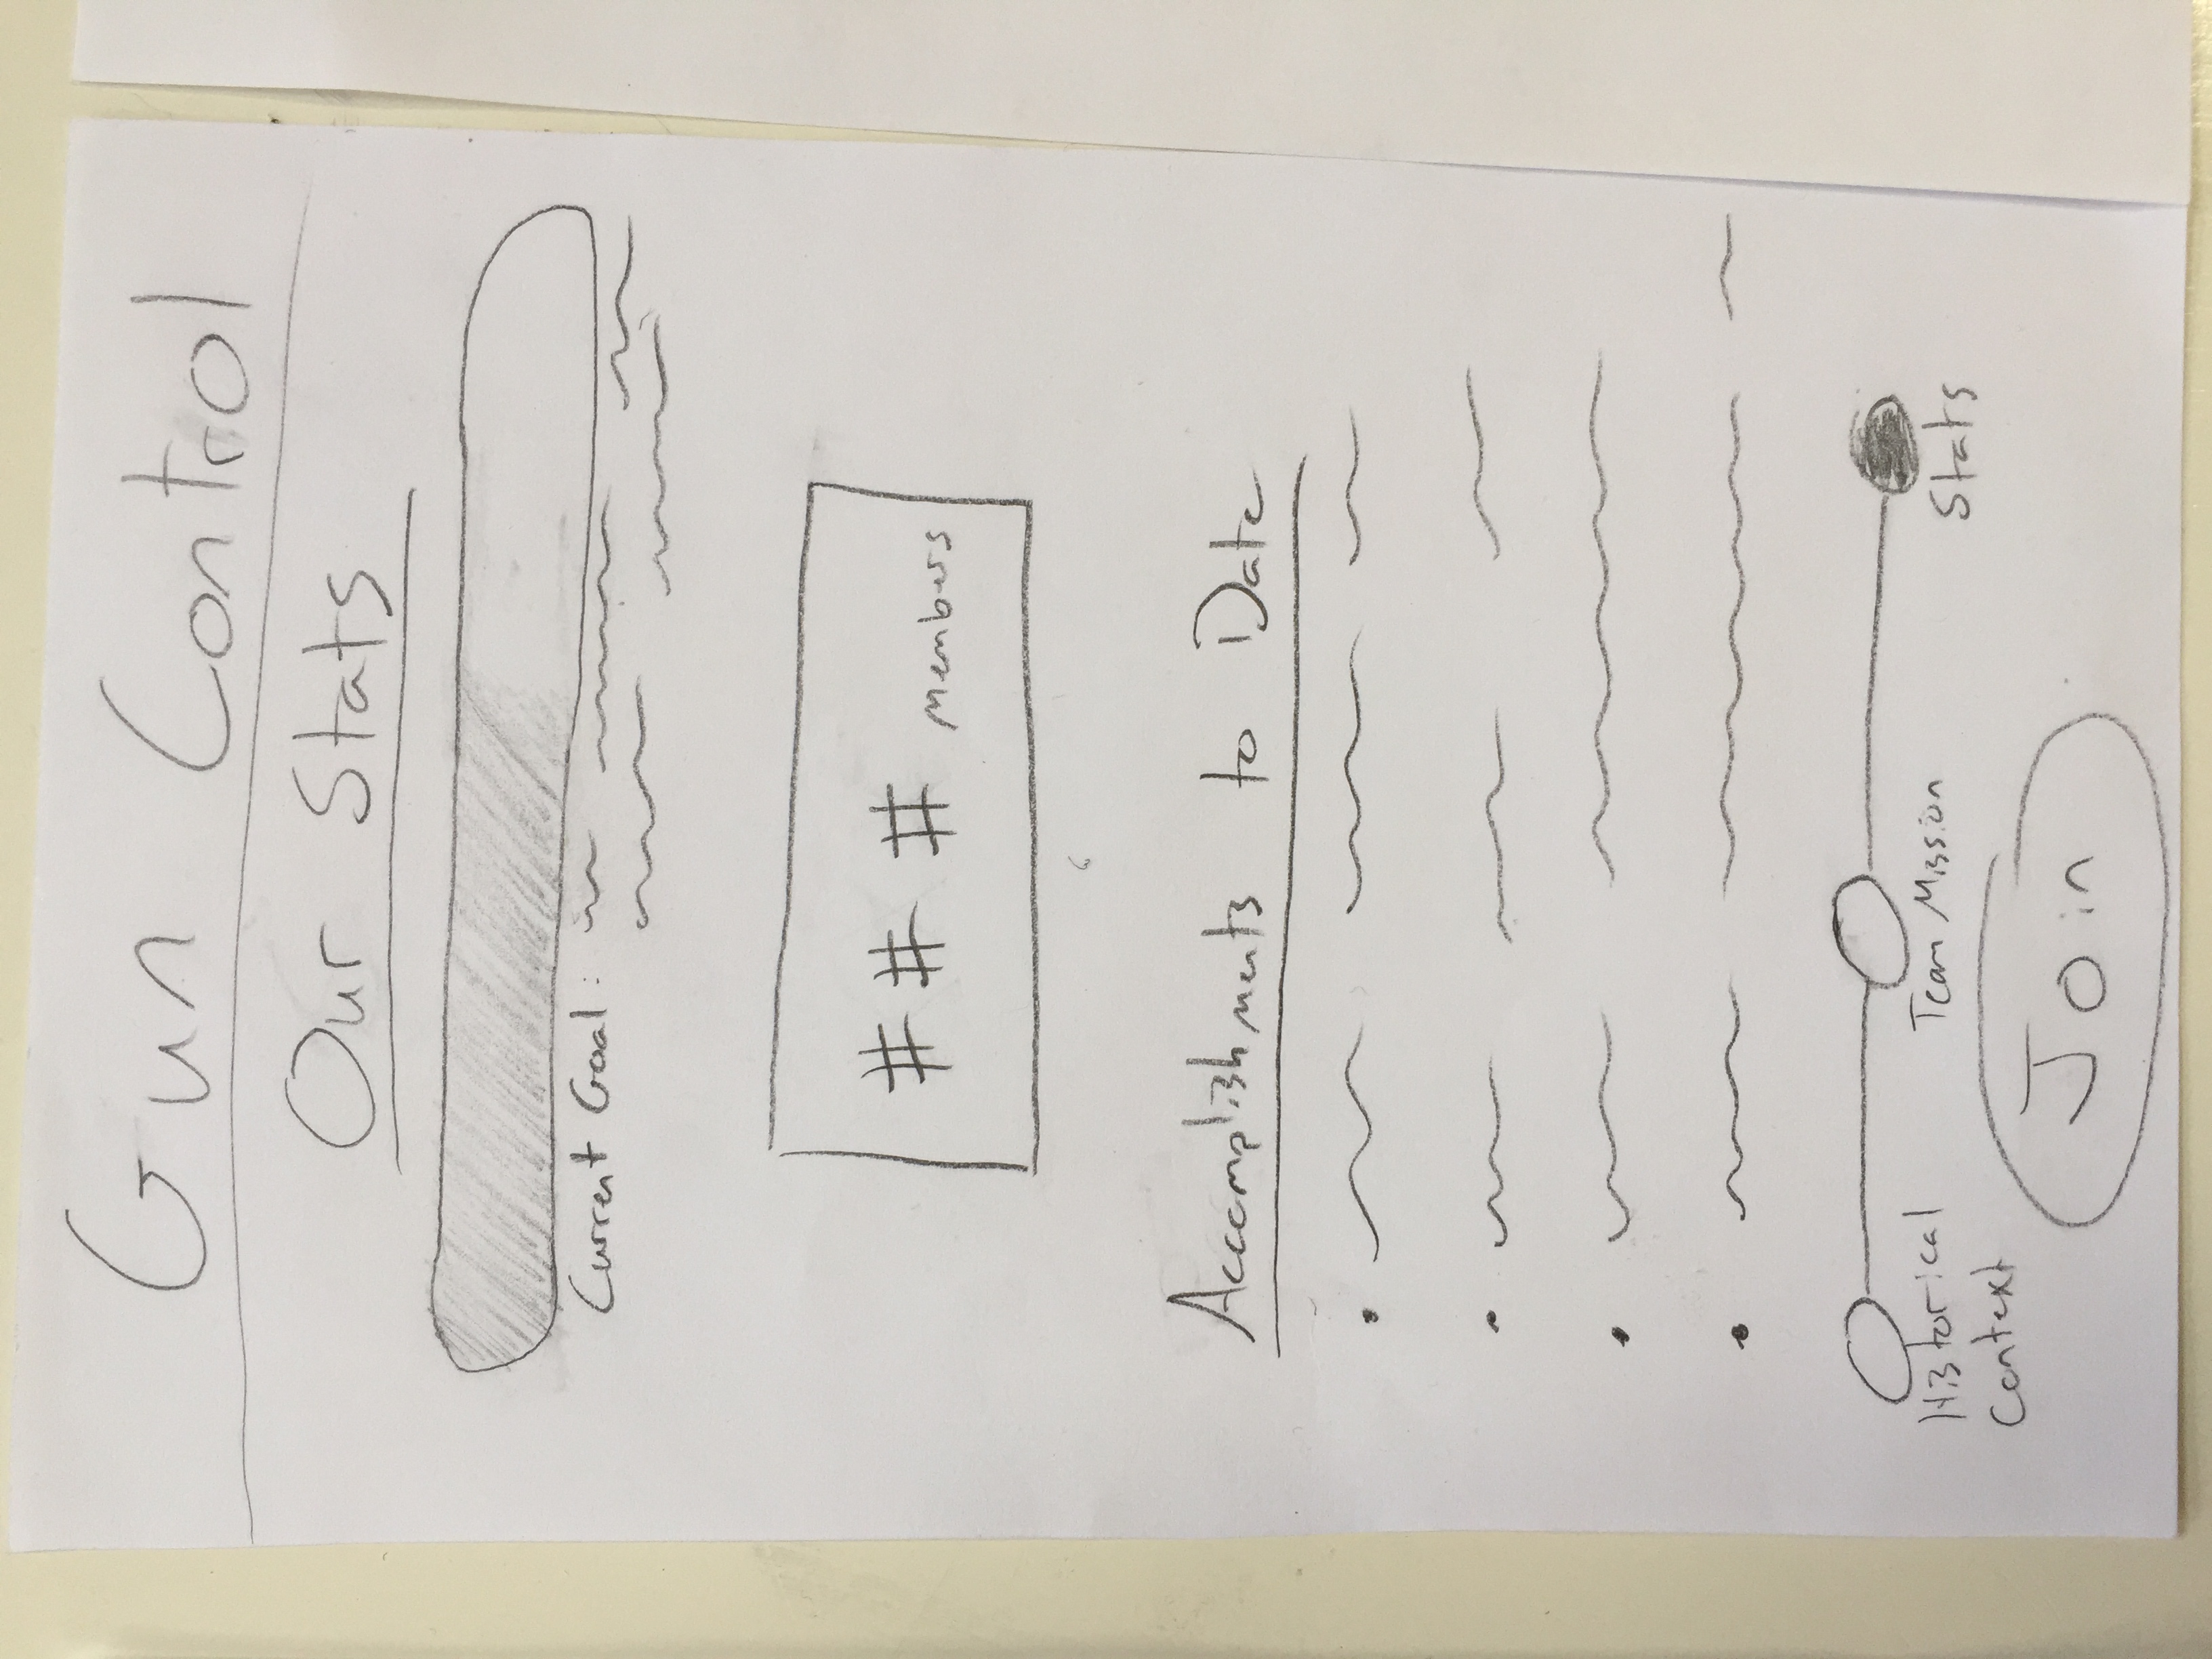 Gun Control
Our Stats
Current Goal:
# # # members
Accomplishments to Date
Historical
Context
Team Mission
Stats
Join